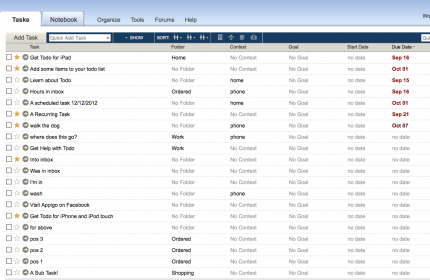 Tasks Notebook Organize Tools Forums Help Wo
Add Task Quick Add Task - SHOW SORT
Task Folder Context Goal Start Date Due Date
Get Todo for iPad Home No Context No Goal no date Sep 16
Add some items to your todo list No Folder No Context No Goal no date Oct 01
Learn about Todo No Folder home No Goal no date Sep 15
Hours in inbox Ordered phone No Goal no date Sep 16
A scheduled task 12/12/2012 No Folder home No Goal no date Oct 01
A Recurring Task No Folder No Context No Goal no date Sep 21
walk the dog No Folder phone No Goal no date Oct 07
where does this go? Work phone No Goal no date no date
Get Help with Todo Work No Context No Goal no date no date
Into inbox No Folder No Context No Goal no date no date
Was in inbox No Folder No Context No Goal no date no date
I'm in No Folder No Context No Goal no date no date
wash No Folder phone No Goal no date no date
Visit Appigo on Facebook No Folder No Context No Goal no date no date
Get Todo for iPhone and iPod touch No Folder No Context No Goal no date no date
for above No Folder No Context No Goal no date no date
pos 3 Ordered No Context No Goal no date no date
pos 2 Ordered No Context No Goal no date no date
pos 1 Ordered No Context No Goal no date no date
A Sub Task! Shopping No Context No Goal no date no date